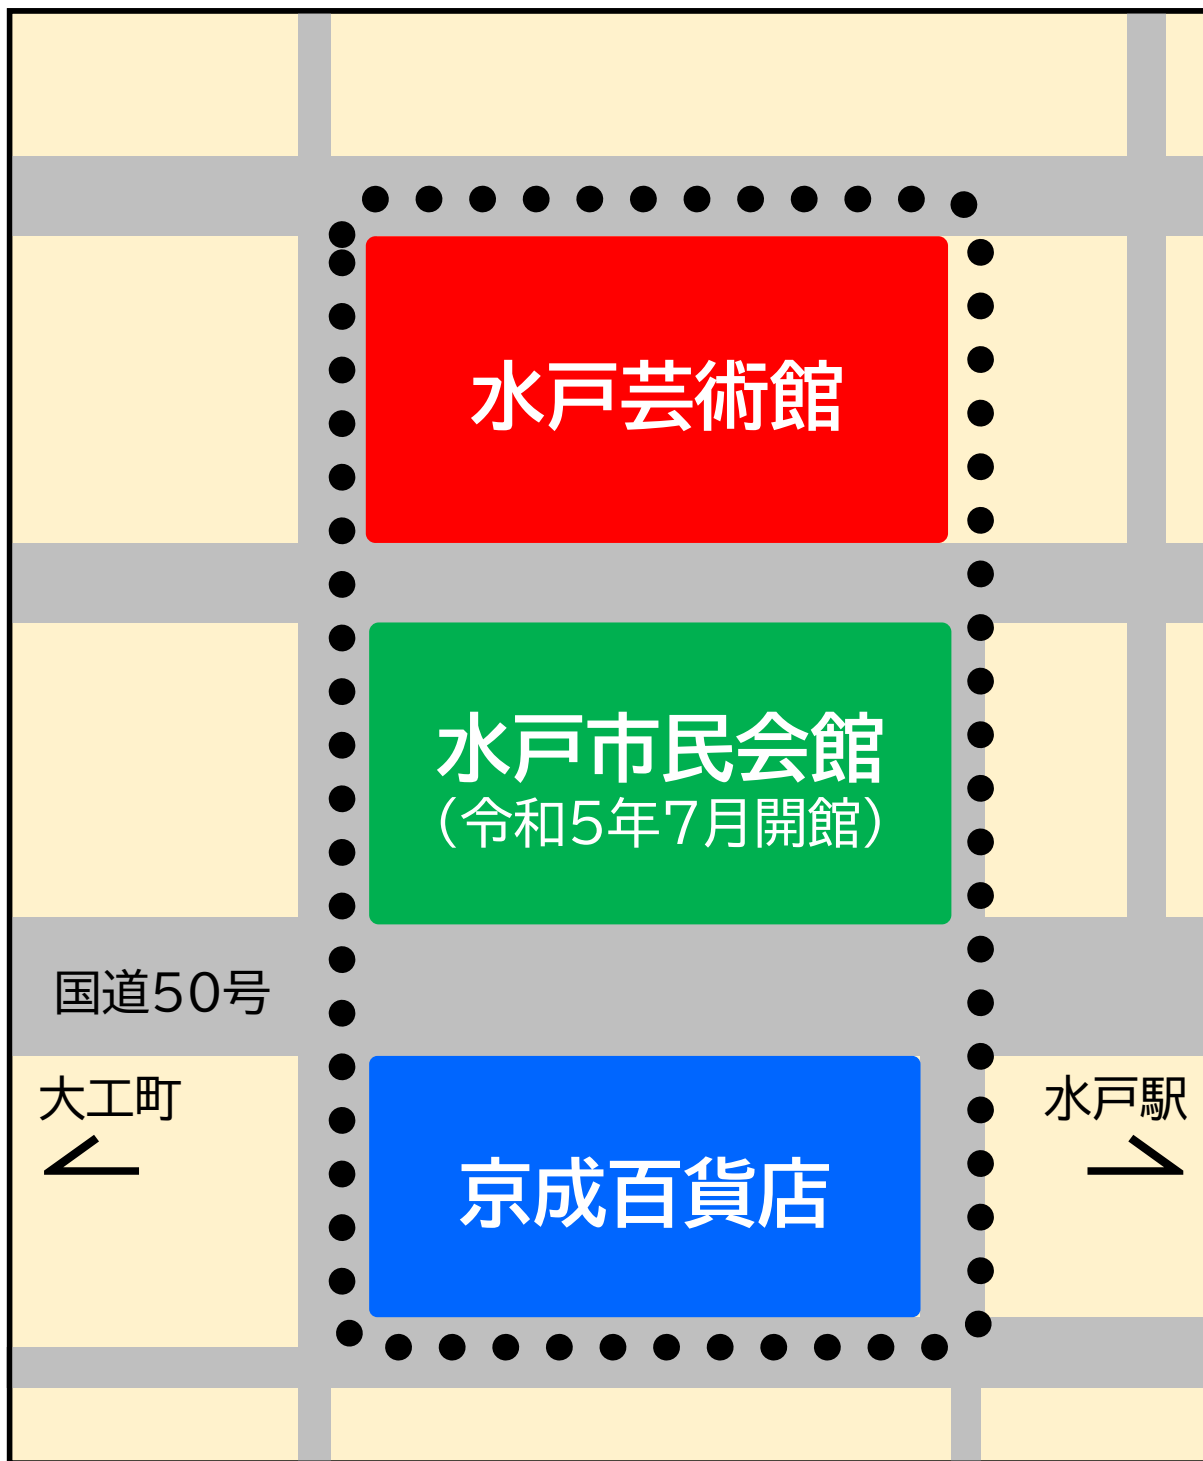 水戸芸術館
水戸市民会館
（令和5年7月開館）
国道50号
大工町
水戸駅
京成百貨店